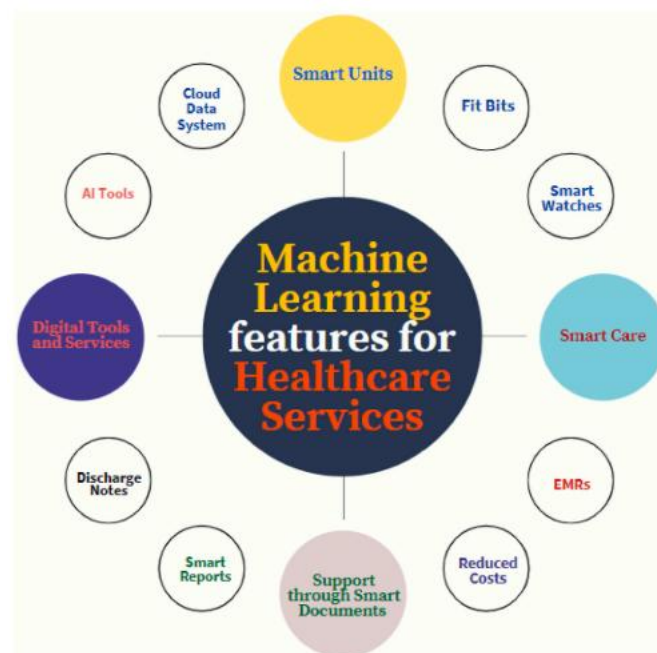 Smart Units
Cloud
Data
System
Fit Bits
AI Tools
Smart
Watches
Machine
Learning
features for
Healthcare
Services
Digital Tools
and Services
Smart Care
Discharge
Notes
EMRs
Smart
Reports
Reduced
Costs
Support
through Smart
Documents